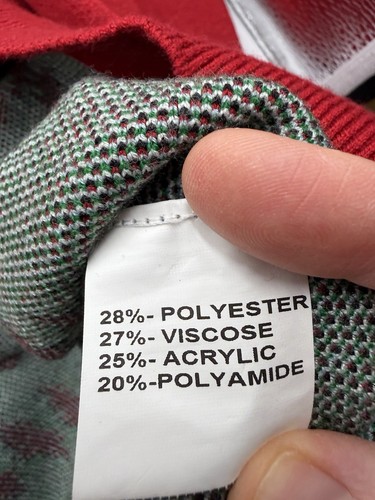 28%- POLYESTER
27%- VISCOSE
25%- ACRYLIC
20%-POLYAMIDE